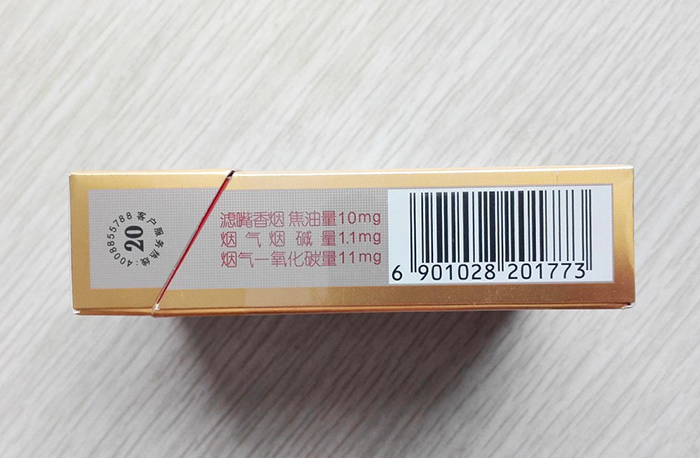 客户服务热线:4008855788
20
滤嘴香烟 焦油量10mg
烟气烟碱量1.1mg
烟气一氧化碳量11mg
6 901028 201773